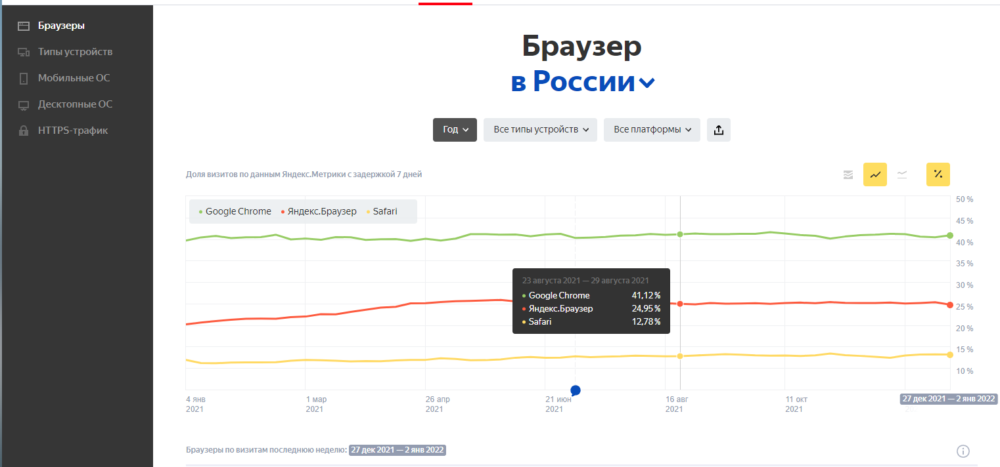 Браузеры
Типы устройств
Мобильные ОС
Десктопные ОС
HTTPS-трафик
Браузер
в России
Год
Все типы устройств
Все платформы
Доля визитов по данным Яндекс.Метрики с задержкой 7 дней
%
Google Chrome
Яндекс.Браузер
Safari
50 %
45 %
40 %
35 %
30 %
25 %
20 %
15 %
10 %
23 августа 2021 — 29 августа 2021
Google Chrome 41,12 %
Яндекс.Браузер 24,95 %
Safari 12,78 %
4 янв
2021
1 мар
2021
26 апр
2021
21 июн
2021
16 авг
2021
11 окт
2021
27 дек 2021 — 2 янв 2022
Браузеры по визитам последнюю неделю: 27 дек 2021 — 2 янв 2022